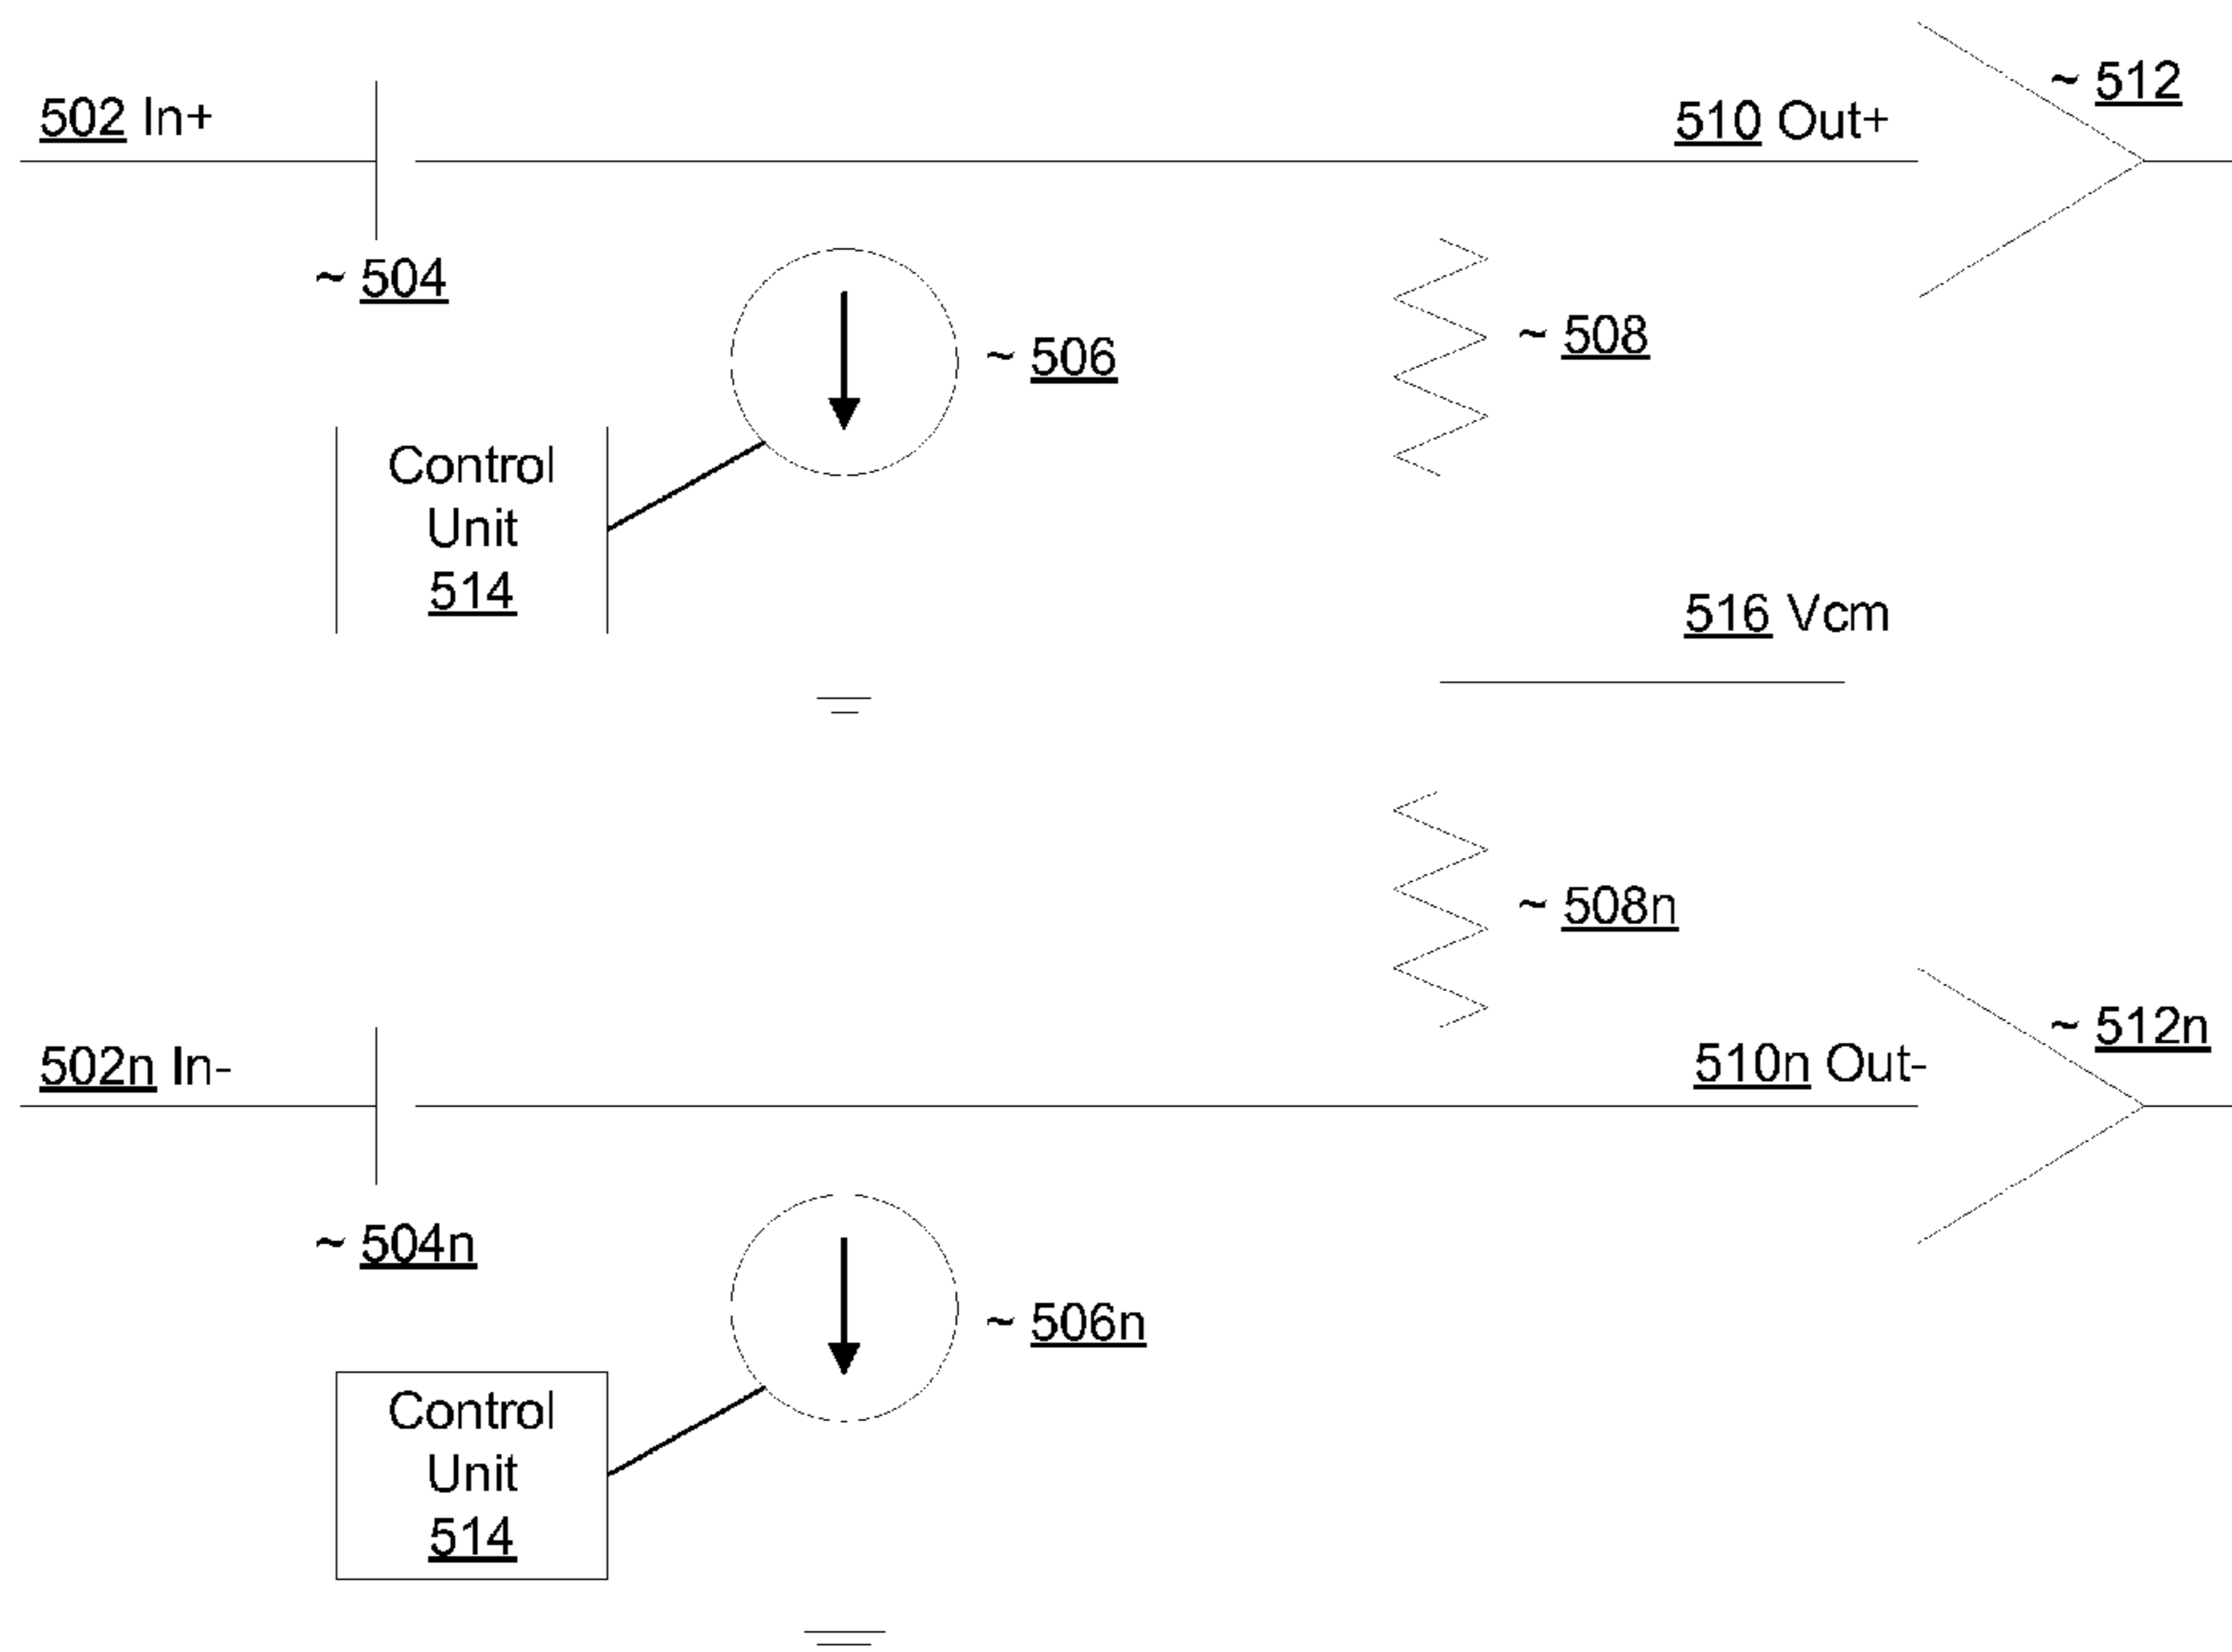 502 In+
510 Out+
~ 512
~ 504
~ 506
~ 508
Control
Unit
514
516 Vcm
~ 508n
502n In-
510n Out-
~ 512n
~ 504n
~ 506n
Control
Unit
514